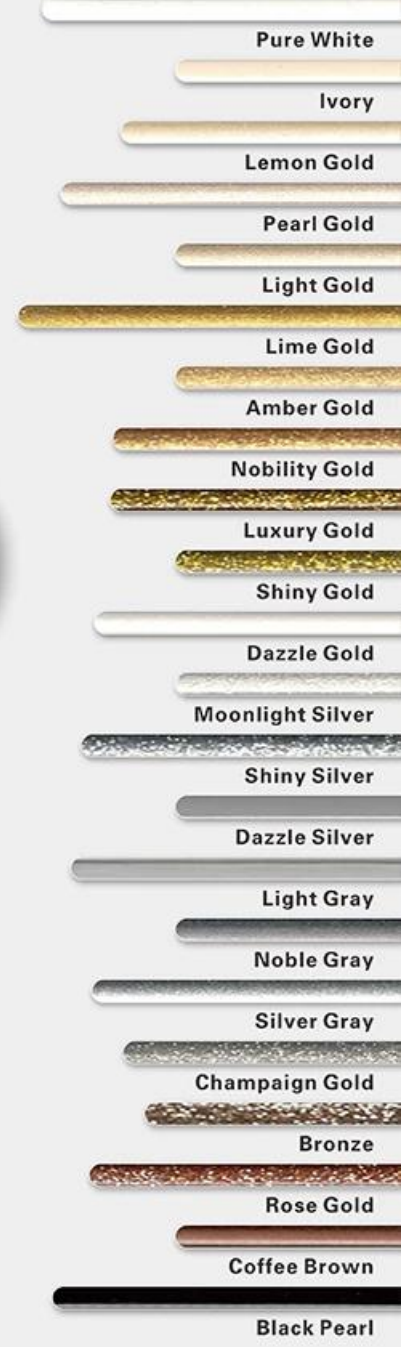 Pure White
Ivory
Lemon Gold
Pearl Gold
Light Gold
Lime Gold
Amber Gold
Nobility Gold
Luxury Gold
Shiny Gold
Dazzle Gold
Moonlight Silver
Shiny Silver
Dazzle Silver
Light Gray
Noble Gray
Silver Gray
Champaign Gold
Bronze
Rose Gold
Coffee Brown
Black Pearl